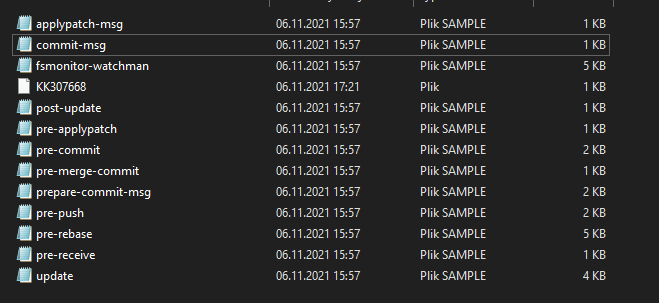 applypatch-msg 06.11.2021 15:57 Plik SAMPLE 1 KB
commit-msg 06.11.2021 15:57 Plik SAMPLE 1 KB
fsmonitor-watchman 06.11.2021 15:57 Plik SAMPLE 5 KB
KK307668 06.11.2021 17:21 Plik 1 KB
post-update 06.11.2021 15:57 Plik SAMPLE 1 KB
pre-applypatch 06.11.2021 15:57 Plik SAMPLE 1 KB
pre-commit 06.11.2021 15:57 Plik SAMPLE 2 KB
pre-merge-commit 06.11.2021 15:57 Plik SAMPLE 1 KB
prepare-commit-msg 06.11.2021 15:57 Plik SAMPLE 2 KB
pre-push 06.11.2021 15:57 Plik SAMPLE 2 KB
pre-rebase 06.11.2021 15:57 Plik SAMPLE 5 KB
pre-receive 06.11.2021 15:57 Plik SAMPLE 1 KB
update 06.11.2021 15:57 Plik SAMPLE 4 KB